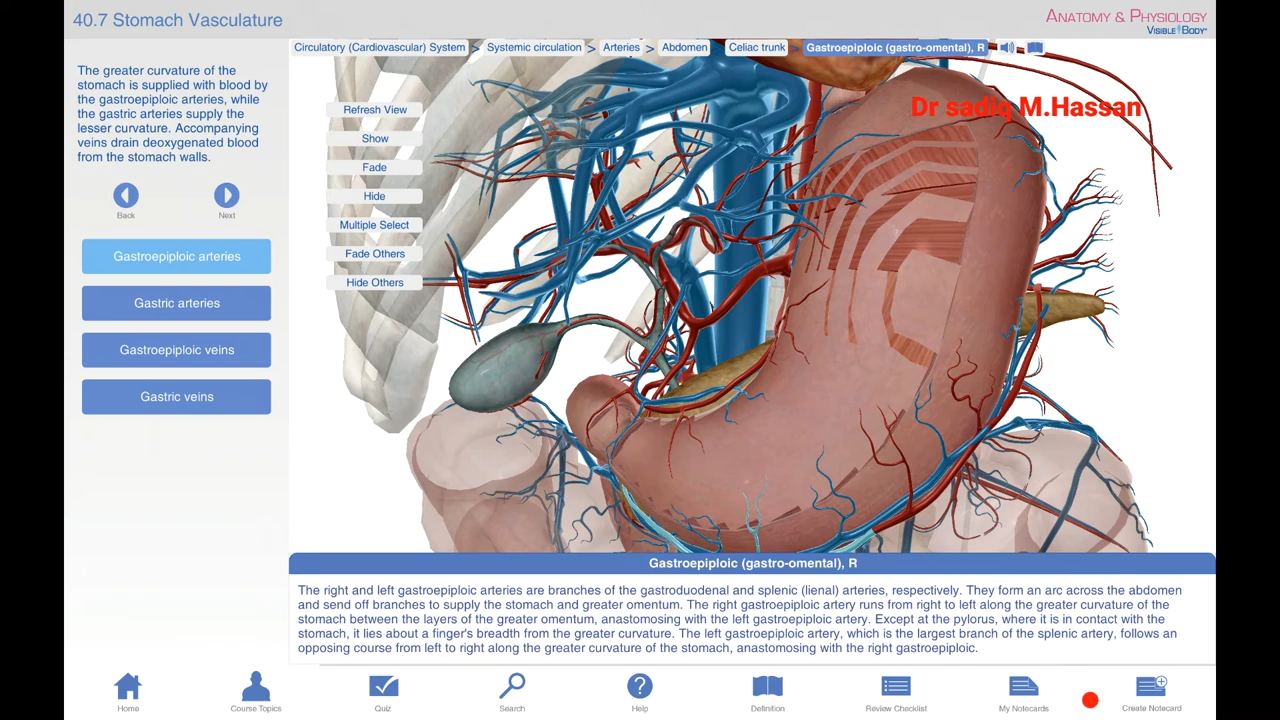 40.7 Stomach Vasculature
ANATOMY & PHYSIOLOGY
VISIBLE BODY®
Circulatory (Cardiovascular) System > Systemic circulation > Arteries > Abdomen > Celiac trunk > Gastroepiploic (gastro-omental), R
The greater curvature of the
stomach is supplied with blood by
the gastroepiploic arteries, while
the gastric arteries supply the
lesser curvature. Accompanying
veins drain deoxygenated blood
from the stomach walls.
Back
Next
Gastroepiploic arteries
Gastric arteries
Gastroepiploic veins
Gastric veins
Refresh View
Show
Fade
Hide
Multiple Select
Fade Others
Hide Others
Dr sadiq M.Hassan
Gastroepiploic (gastro-omental), R
The right and left gastroepiploic arteries are branches of the gastroduodenal and splenic (lienal) arteries, respectively. They form an arc across the abdomen
and send off branches to supply the stomach and greater omentum. The right gastroepiploic artery runs from right to left along the greater curvature of the
stomach between the layers of the greater omentum, anastomosing with the left gastroepiploic artery. Except at the pylorus, where it is in contact with the
stomach, it lies about a finger's breadth from the greater curvature. The left gastroepiploic artery, which is the largest branch of the splenic artery, follows an
opposing course from left to right along the greater curvature of the stomach, anastomosing with the right gastroepiploic.
Home
Course Topics
Quiz
Search
Help
Definition
Review Checklist
My Notecards
Create Notecard